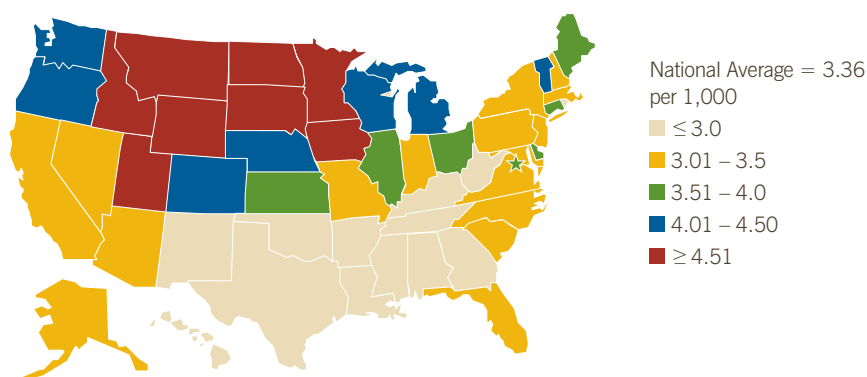 National Average = 3.36
per 1,000
≤ 3.0
3.01 – 3.5
3.51 – 4.0
4.01 – 4.50
≥ 4.51